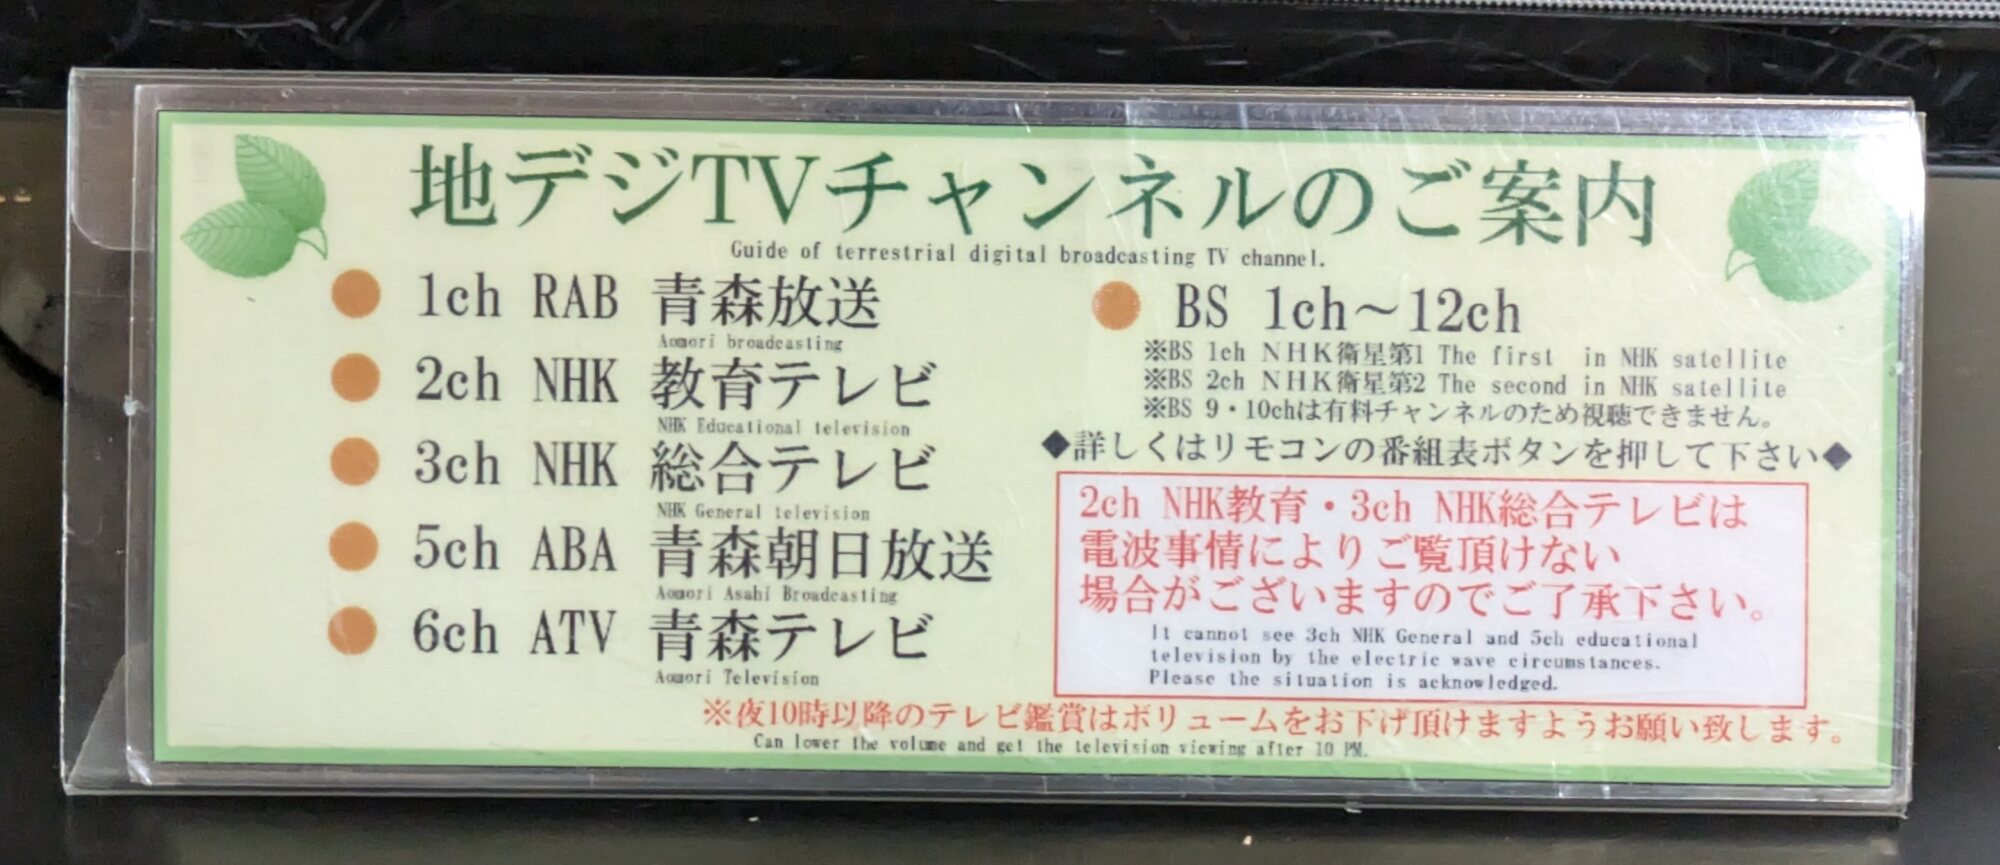 地デジTVチャンネルのご案内
Guide of terrestrial digital broadcasting TV channel.
1ch RAB 青森放送
Aomori broadcasting
2ch NHK 教育テレビ
NHK Educational television
3ch NHK 総合テレビ
NHK General television
5ch ABA 青森朝日放送
Aomori Asahi Broadcasting
6ch ATV 青森テレビ
Aomori Television
BS 1ch～12ch
※BS 1ch NHK衛星第1 The first in NHK satellite
※BS 2ch NHK衛星第2 The second in NHK satellite
※BS 9・10chは有料チャンネルのため視聴できません。
◆詳しくはリモコンの番組表ボタンを押して下さい◆
2ch NHK教育・3ch NHK総合テレビは
電波事情によりご覧頂けない
場合がございますのでご了承下さい。
It cannot see 3ch NHK General and 5ch educational
television by the electric wave circumstances.
Please the situation is acknowledged.
※夜10時以降のテレビ鑑賞はボリュームをお下げ頂けますようお願い致します。
Can lower the volume and get the television viewing after 10 PM.